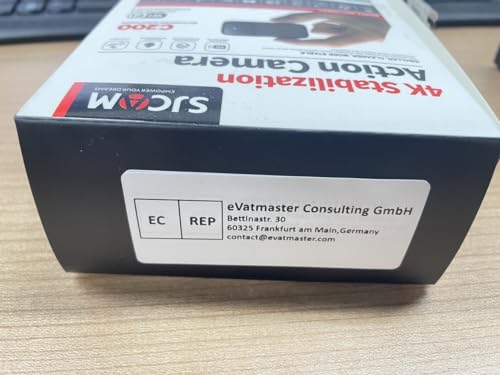 C200
4K Stabilization
Action Camera
SJCAM
EMPOWER YOUR DREAMS
EC REP
eVatmaster Consulting GmbH
Bettinastr. 30
60325 Frankfurt am Main,Germany
contact@evatmaster.com